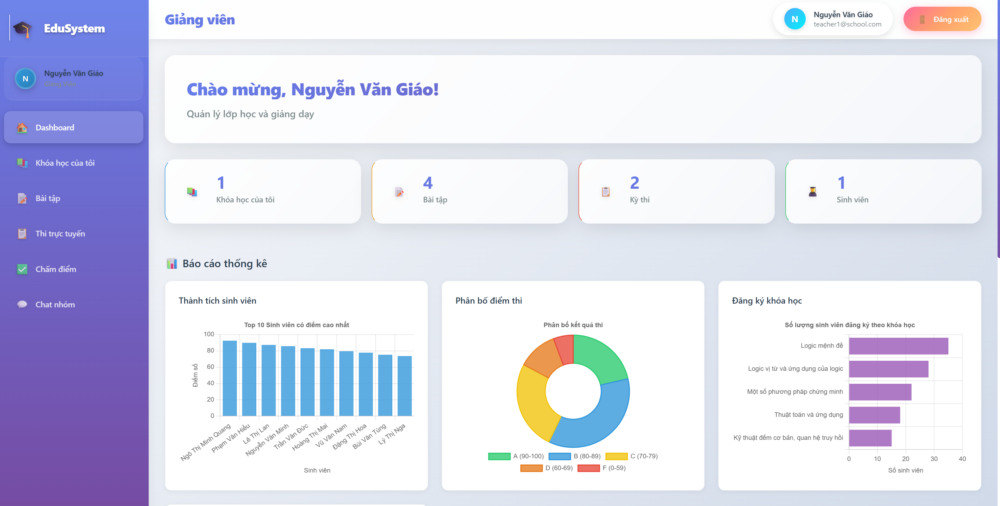 EduSystem
Nguyễn Văn Giáo
Giảng Viên
N
Dashboard
Khóa học của tôi
Bài tập
Thi trực tuyến
Chấm điểm
Chat nhóm
Giảng viên
N
Nguyễn Văn Giáo
teacher1@school.com
Đăng xuất
Chào mừng, Nguyễn Văn Giáo!
Quản lý lớp học và giảng dạy
1
Khóa học của tôi
4
Bài tập
2
Kỳ thi
1
Sinh viên
Báo cáo thống kê
Thành tích sinh viên
Top 10 Sinh viên có điểm cao nhất
100
80
60
40
20
0
Điểm số
Ngô Thị Minh Quang
Phạm Văn Hiếu
Lê Thị Lan
Nguyễn Văn Minh
Trần Văn Đức
Hoàng Thị Mai
Vũ Văn Nam
Đặng Thị Hoa
Bùi Văn Tùng
Lý Thị Nga
Sinh viên
Phân bố điểm thi
Phân bố kết quả thi
A (90-100) B (80-89) C (70-79)
D (60-69) F (0-59)
Đăng ký khóa học
Số lượng sinh viên đăng ký theo khóa học
Logic mệnh đề
Logic vị từ và ứng dụng của logic
Một số phương pháp chứng minh
Thuật toán và ứng dụng
Kỹ thuật đếm cơ bản, quan hệ truy hồi
0 10 20 30 40
Số sinh viên